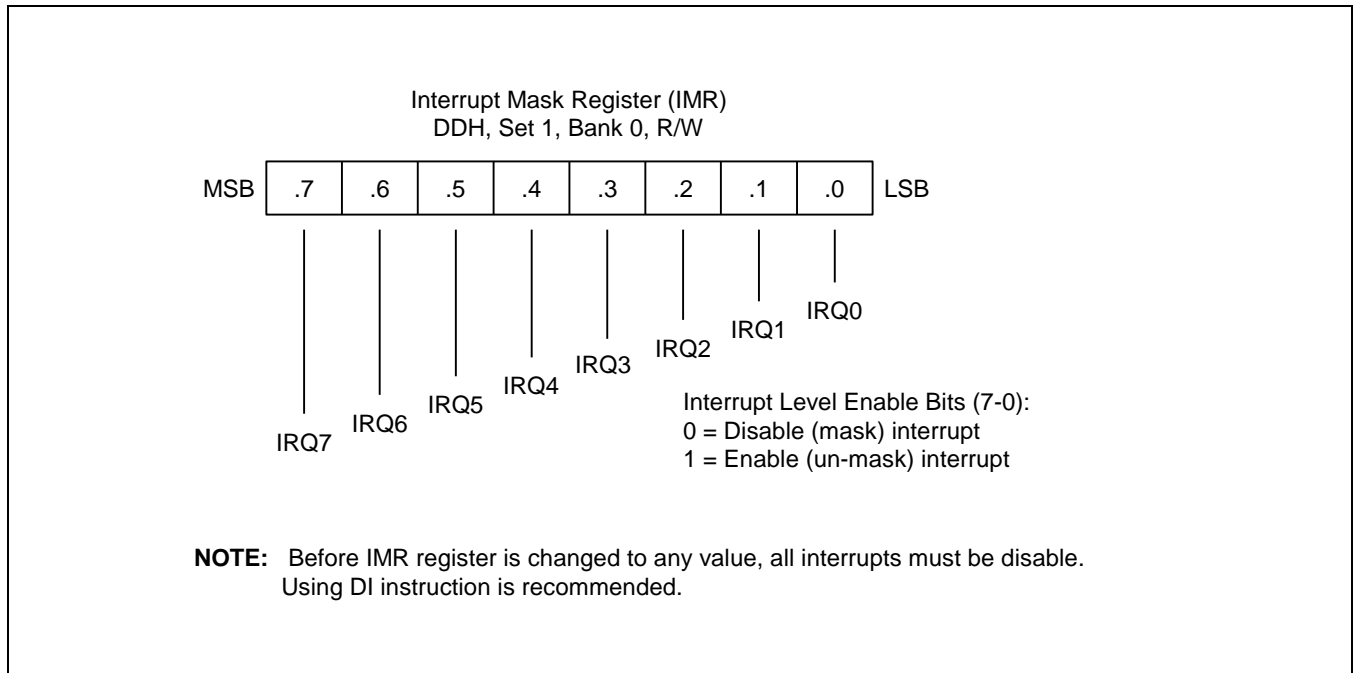 Interrupt Mask Register (IMR)
DDH, Set 1, Bank 0, R/W
MSB .7 .6 .5 .4 .3 .2 .1 .0 LSB
IRQ0
IRQ1
IRQ2
IRQ3
IRQ4
IRQ5
IRQ6
IRQ7
Interrupt Level Enable Bits (7-0):
0 = Disable (mask) interrupt
1 = Enable (un-mask) interrupt
NOTE: Before IMR register is changed to any value, all interrupts must be disable.
Using DI instruction is recommended.